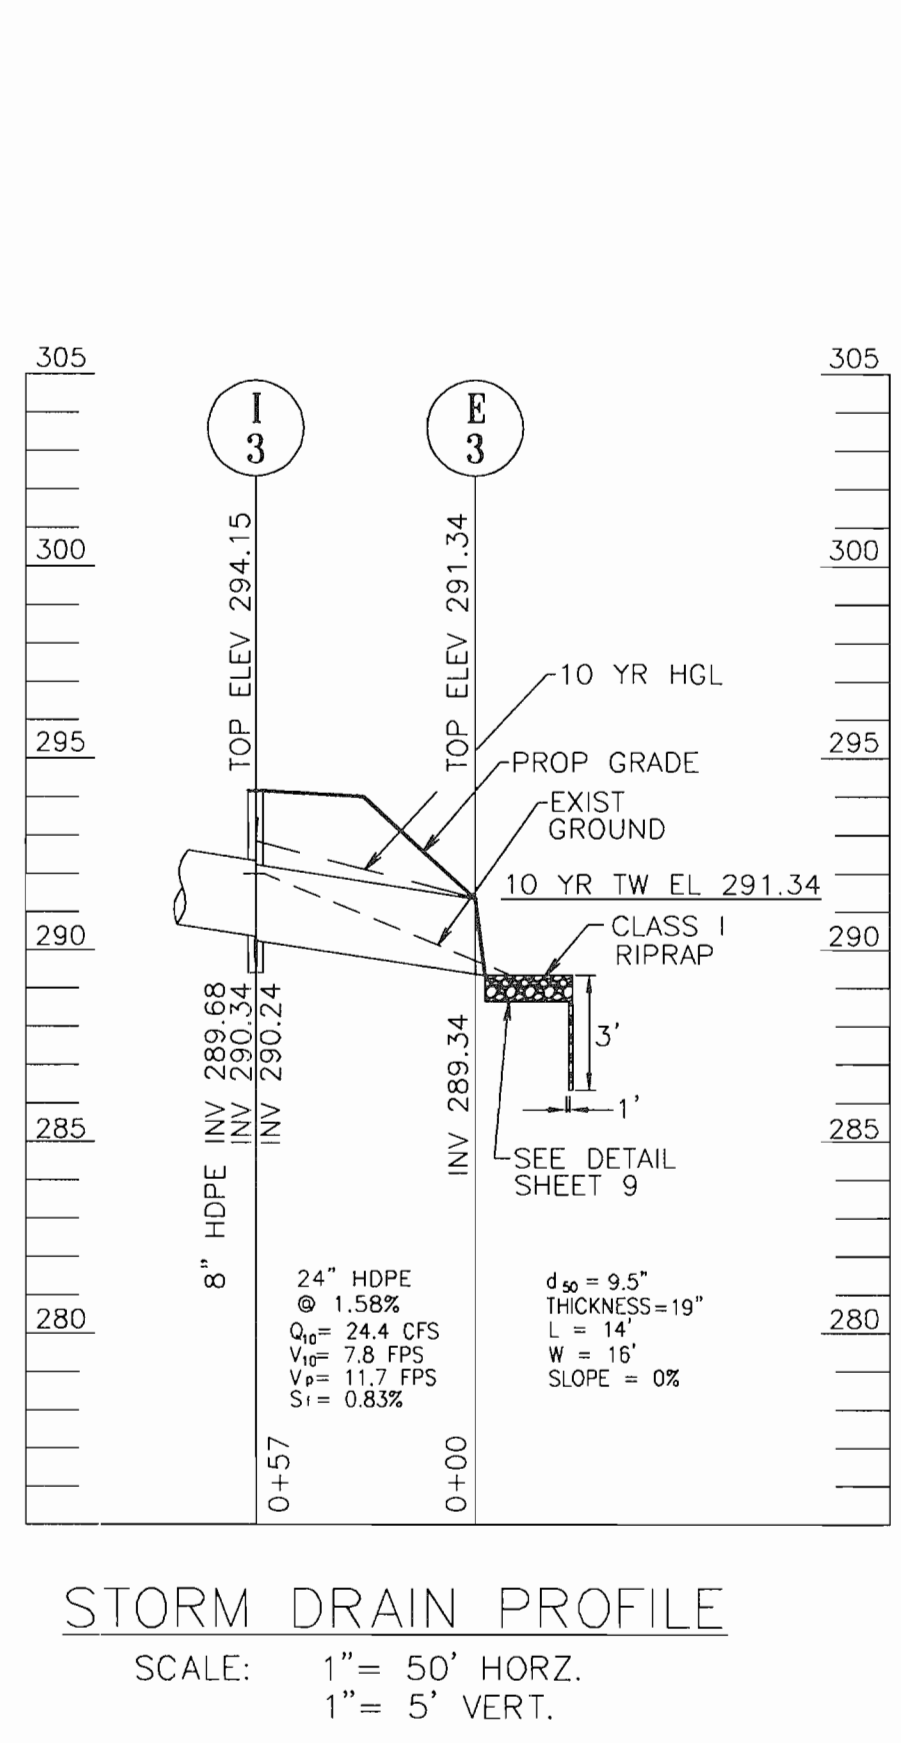 305
305
I
3
E
3
300
300
TOP ELEV 294.15
TOP ELEV 291.34
10 YR HGL
295
295
PROP GRADE
EXIST
GROUND
10 YR TW EL 291.34
290
290
CLASS I
RIPRAP
8" HDPE INV 289.68
INV 290.34
INV 290.24
INV 289.34
3'
1'
285
285
SEE DETAIL
SHEET 9
24" HDPE
@ 1.58%
Q10= 24.4 CFS
V10= 7.8 FPS
Vp= 11.7 FPS
Sf= 0.83%
d50 = 9.5"
THICKNESS=19"
L = 14'
W = 16'
SLOPE = 0%
280
280
0+57
0+00
STORM DRAIN PROFILE
SCALE: 1"= 50' HORZ.
1"= 5' VERT.